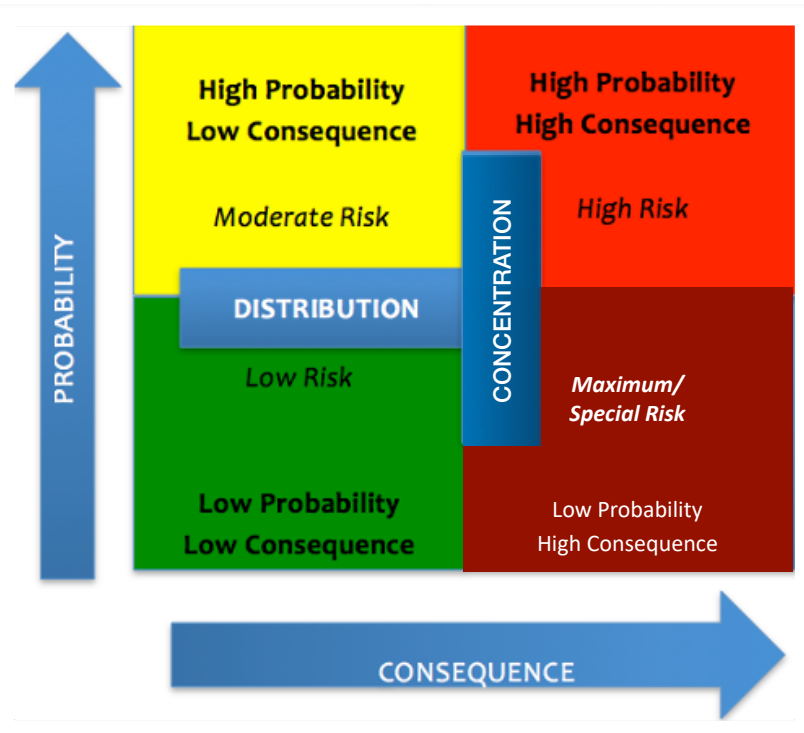 High Probability
Low Consequence
Moderate Risk
High Probability
High Consequence
High Risk
PROBABILITY
DISTRIBUTION
CONCENTRATION
Low Risk
Low Probability
Low Consequence
Maximum/
Special Risk
Low Probability
High Consequence
CONSEQUENCE